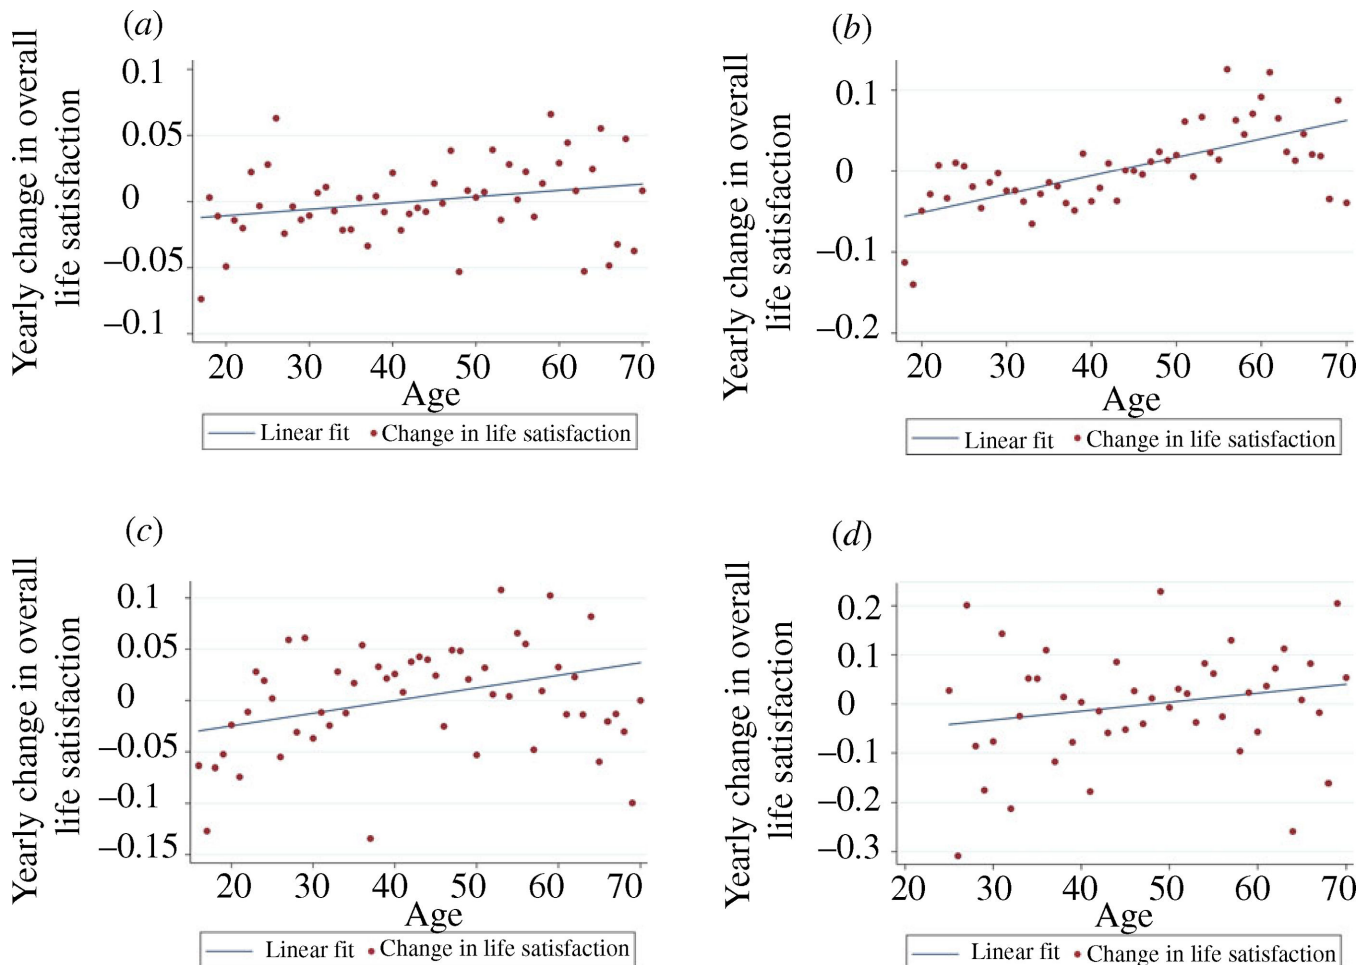 (a)
Yearly change in overall
life satisfaction
0.1
0.05
0
–0.05
–0.1
20 30 40 50 60 70
Age
Linear fit Change in life satisfaction
(b)
Yearly change in overall
life satisfaction
0.1
0
–0.1
–0.2
20 30 40 50 60 70
Age
Linear fit Change in life satisfaction
(c)
Yearly change in overall
life satisfaction
0.1
0.05
0
–0.05
–0.1
–0.15
20 30 40 50 60 70
Age
Linear fit Change in life satisfaction
(d)
Yearly change in overall
life satisfaction
0.2
0.1
0
–0.1
–0.2
–0.3
20 30 40 50 60 70
Age
Linear fit Change in life satisfaction